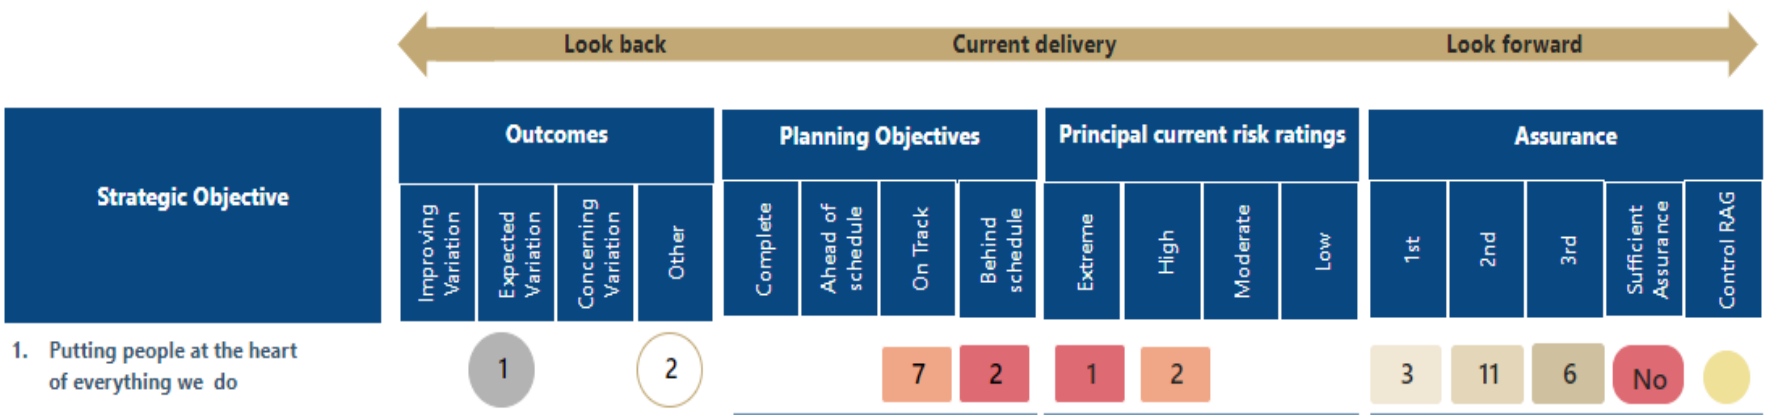 Look back Current delivery Look forward
Strategic Objective
Outcomes Planning Objectives Principal current risk ratings Assurance
Improving Variation
Expected Variation
Concerning Variation
Other
Complete
Ahead of schedule
On Track
Behind schedule
Extreme
High
Moderate
Low
1st
2nd
3rd
Sufficient Assurance
Control RAG
1. Putting people at the heart
of everything we do
1 2 7 2 1 2 3 11 6 No